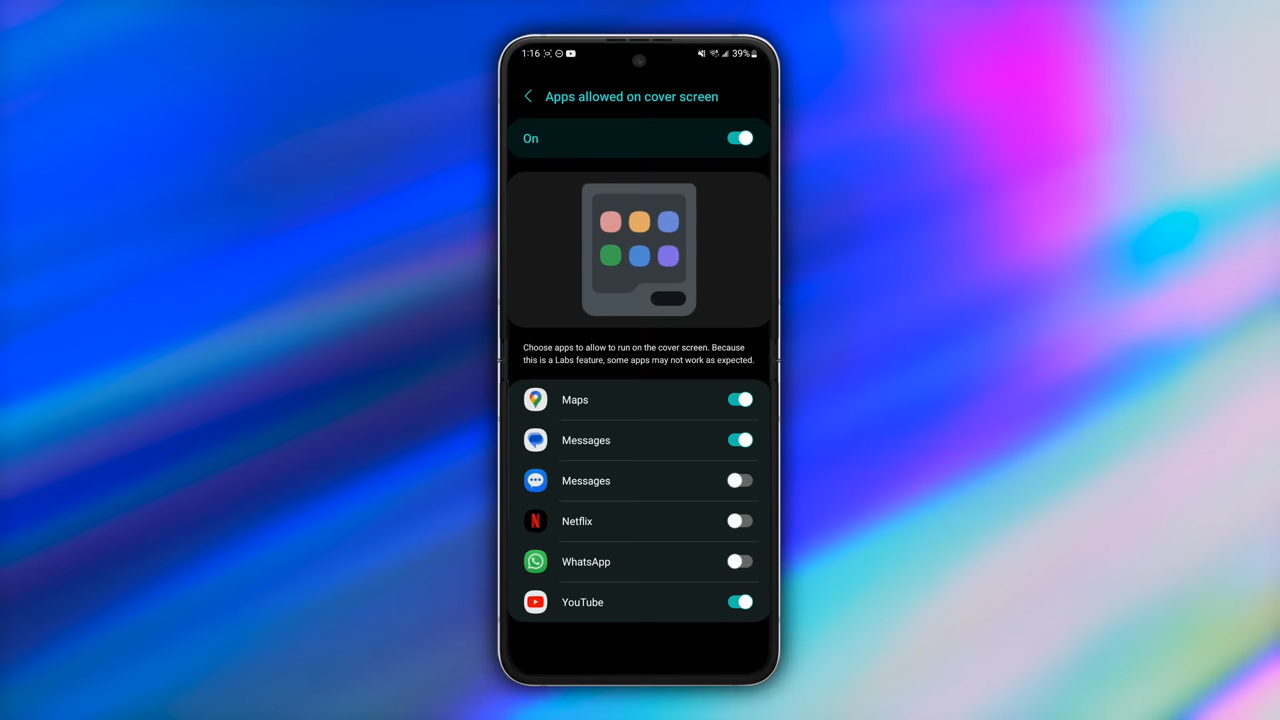 1:16 39%
Apps allowed on cover screen
On
Choose apps to allow to run on the cover screen. Because
this is a Labs feature, some apps may not work as expected.
Maps
Messages
Messages
Netflix
WhatsApp
YouTube